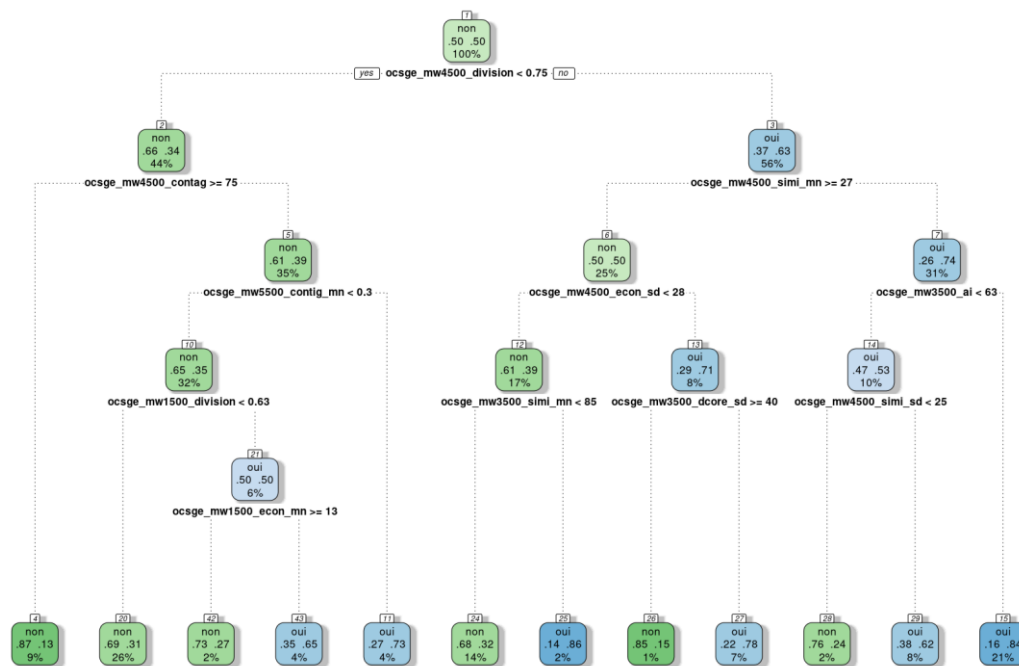 1
non
.50 .50
100%
yes ocsge_mw4500_division < 0.75 no
2
non
.66 .34
44%
ocsge_mw4500_contag >= 75
3
oui
.37 .63
56%
ocsge_mw4500_simi_mn >= 27
5
non
.61 .39
35%
ocsge_mw5500_contig_mn < 0.3
6
non
.50 .50
25%
ocsge_mw4500_econ_sd < 28
7
oui
.26 .74
31%
ocsge_mw3500_ai < 63
10
non
.65 .35
32%
ocsge_mw1500_division < 0.63
12
non
.61 .39
17%
ocsge_mw3500_simi_mn < 85
13
oui
.29 .71
8%
ocsge_mw3500_dcore_sd >= 40
14
oui
.47 .53
10%
ocsge_mw4500_simi_sd < 25
21
oui
.50 .50
6%
ocsge_mw1500_econ_mn >= 13
4
non
.87 .13
9%
20
non
.69 .31
26%
42
non
.73 .27
2%
43
oui
.35 .65
4%
11
oui
.27 .73
4%
24
non
.68 .32
14%
25
oui
.14 .86
2%
26
non
.85 .15
1%
27
oui
.22 .78
7%
28
non
.76 .24
2%
29
oui
.38 .62
8%
15
oui
.16 .84
21%